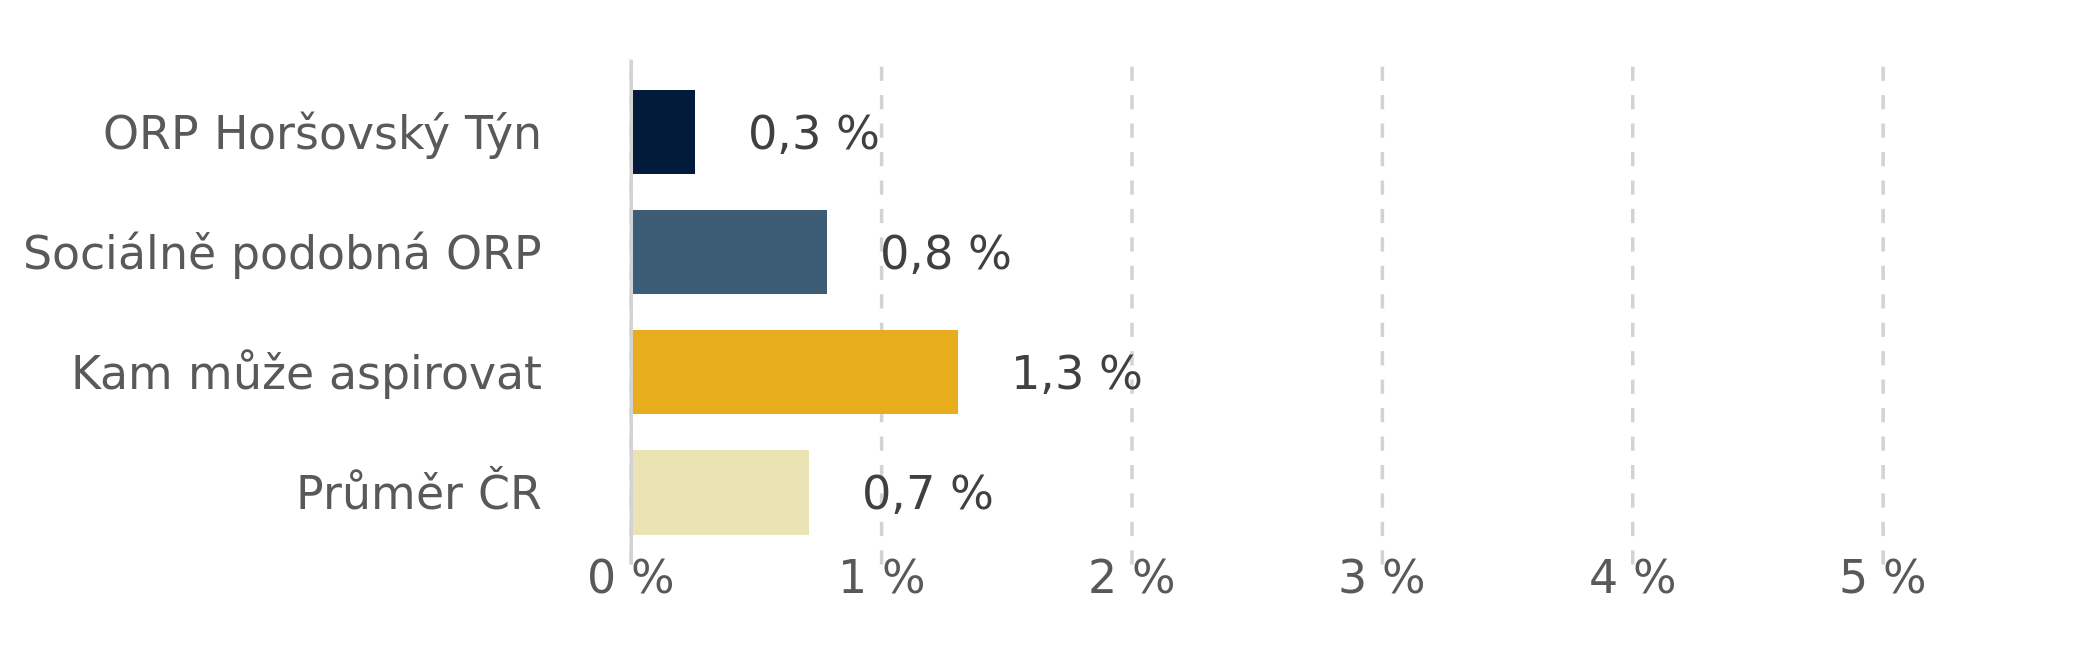 ORP Horšovský Týn 0,3 %
Sociálně podobná ORP 0,8 %
Kam může aspirovat 1,3 %
Průměr ČR 0,7 %
0 % 1 % 2 % 3 % 4 % 5 %